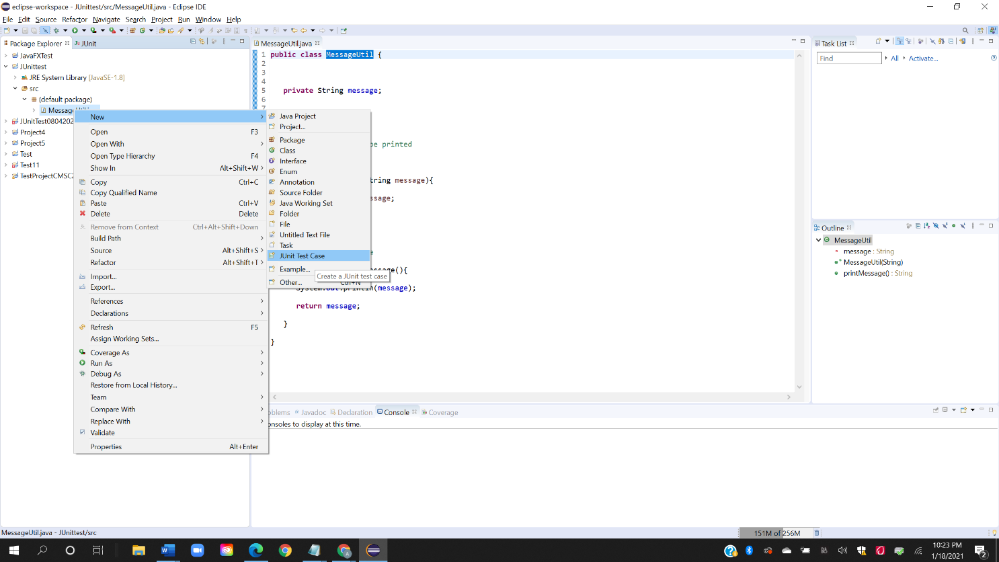 eclipse-workspace - JUnittest/src/MessageUtil.java - Eclipse IDE
File Edit Source Refactor Navigate Search Project Run Window Help
Package Explorer
JUnit
JavaFXTest
JUnittest
JRE System Library [JavaSE-1.8]
src
(default package)
JUnitTest0804202
Project4
Project5
Test
Test11
TestProjectCMSC2
New
Open F3
Open With
Open Type Hierarchy F4
Show In Alt+Shift+W
Copy Ctrl+C
Copy Qualified Name
Paste Ctrl+V
Delete Delete
Remove from Context Ctrl+Alt+Shift+Down
Build Path
Source Alt+Shift+S
Refactor Alt+Shift+T
Import...
Export...
References
Declarations
Refresh F5
Assign Working Sets...
Coverage As
Run As
Debug As
Restore from Local History...
Team
Compare With
Replace With
Validate
Properties Alt+Enter
Java Project
Project...
Package
Class
Interface
Enum
Annotation
Source Folder
Java Working Set
Folder
File
Untitled Text File
Task
JUnit Test Case
Example...
Other... Ctrl+N
Create a JUnit test case
MessageUtil.java
1 public class MessageUtil {
2
3
4
5 private String message;
6
7
be printed
tring message){
ssage;
e
ssage(){
System.out.println(message);
return message;
}
}
oblems Javadoc Declaration Console Coverage
onsoles to display at this time.
Task List
Find All Activate...
Outline
MessageUtil
message : String
MessageUtil(String)
printMessage() : String
MessageUtil.java - JUnittest/src
151M of 256M
10:23 PM
1/18/2021
2